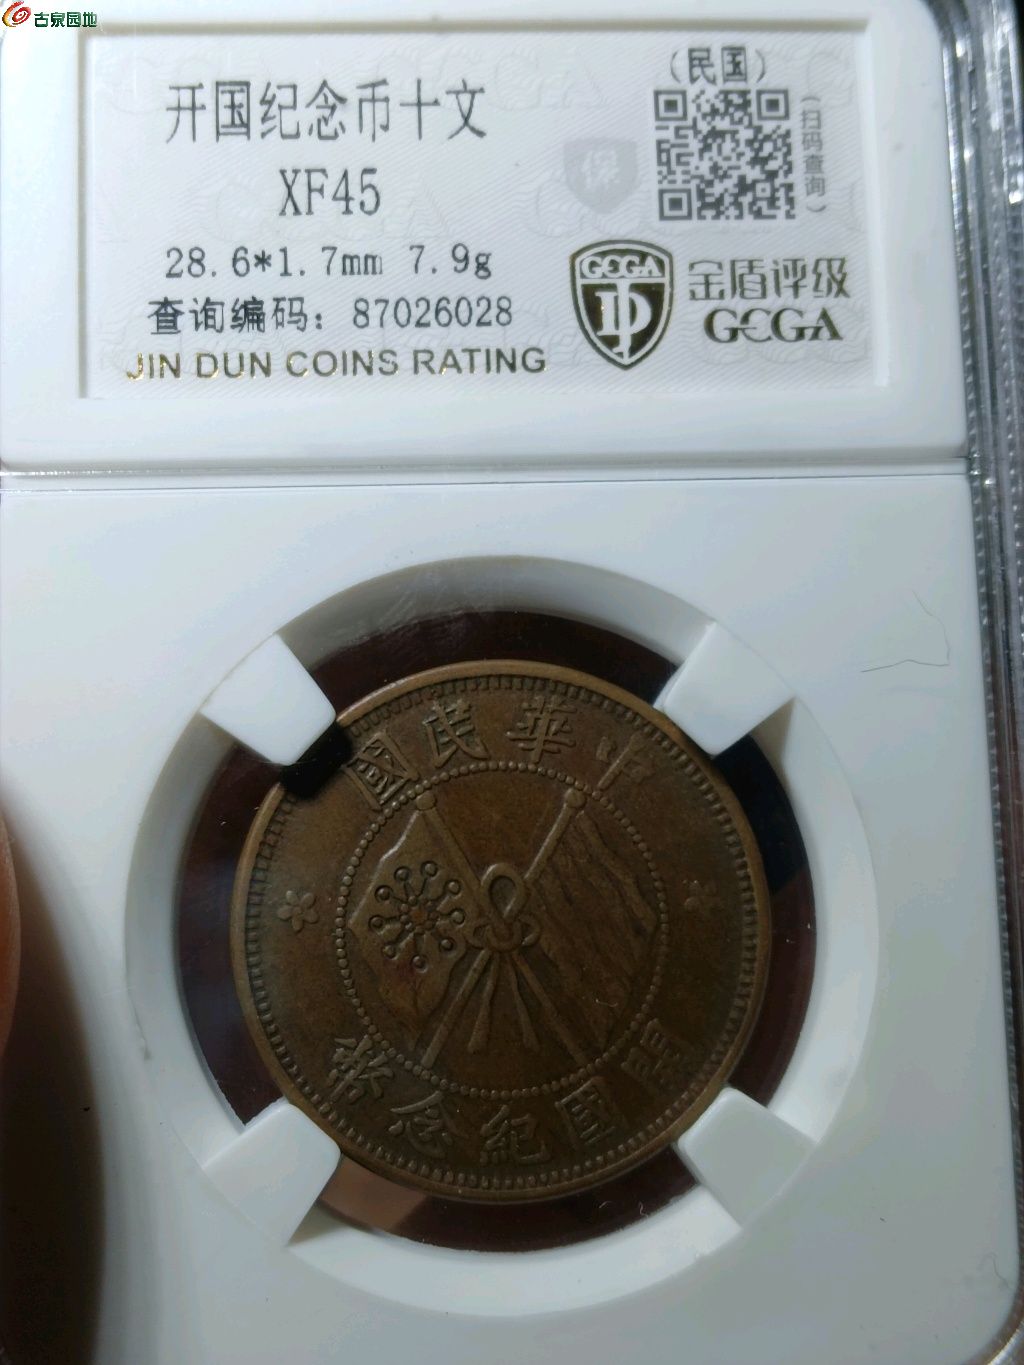 古泉园地
开国纪念币十文
XF45
28.6*1.7mm 7.9g
查询编码：87026028
JIN DUN COINS RATING
（民国）
（扫码查询）
保
GCGA
JD
金盾评级
GCGA
中華民國
開國紀念幣